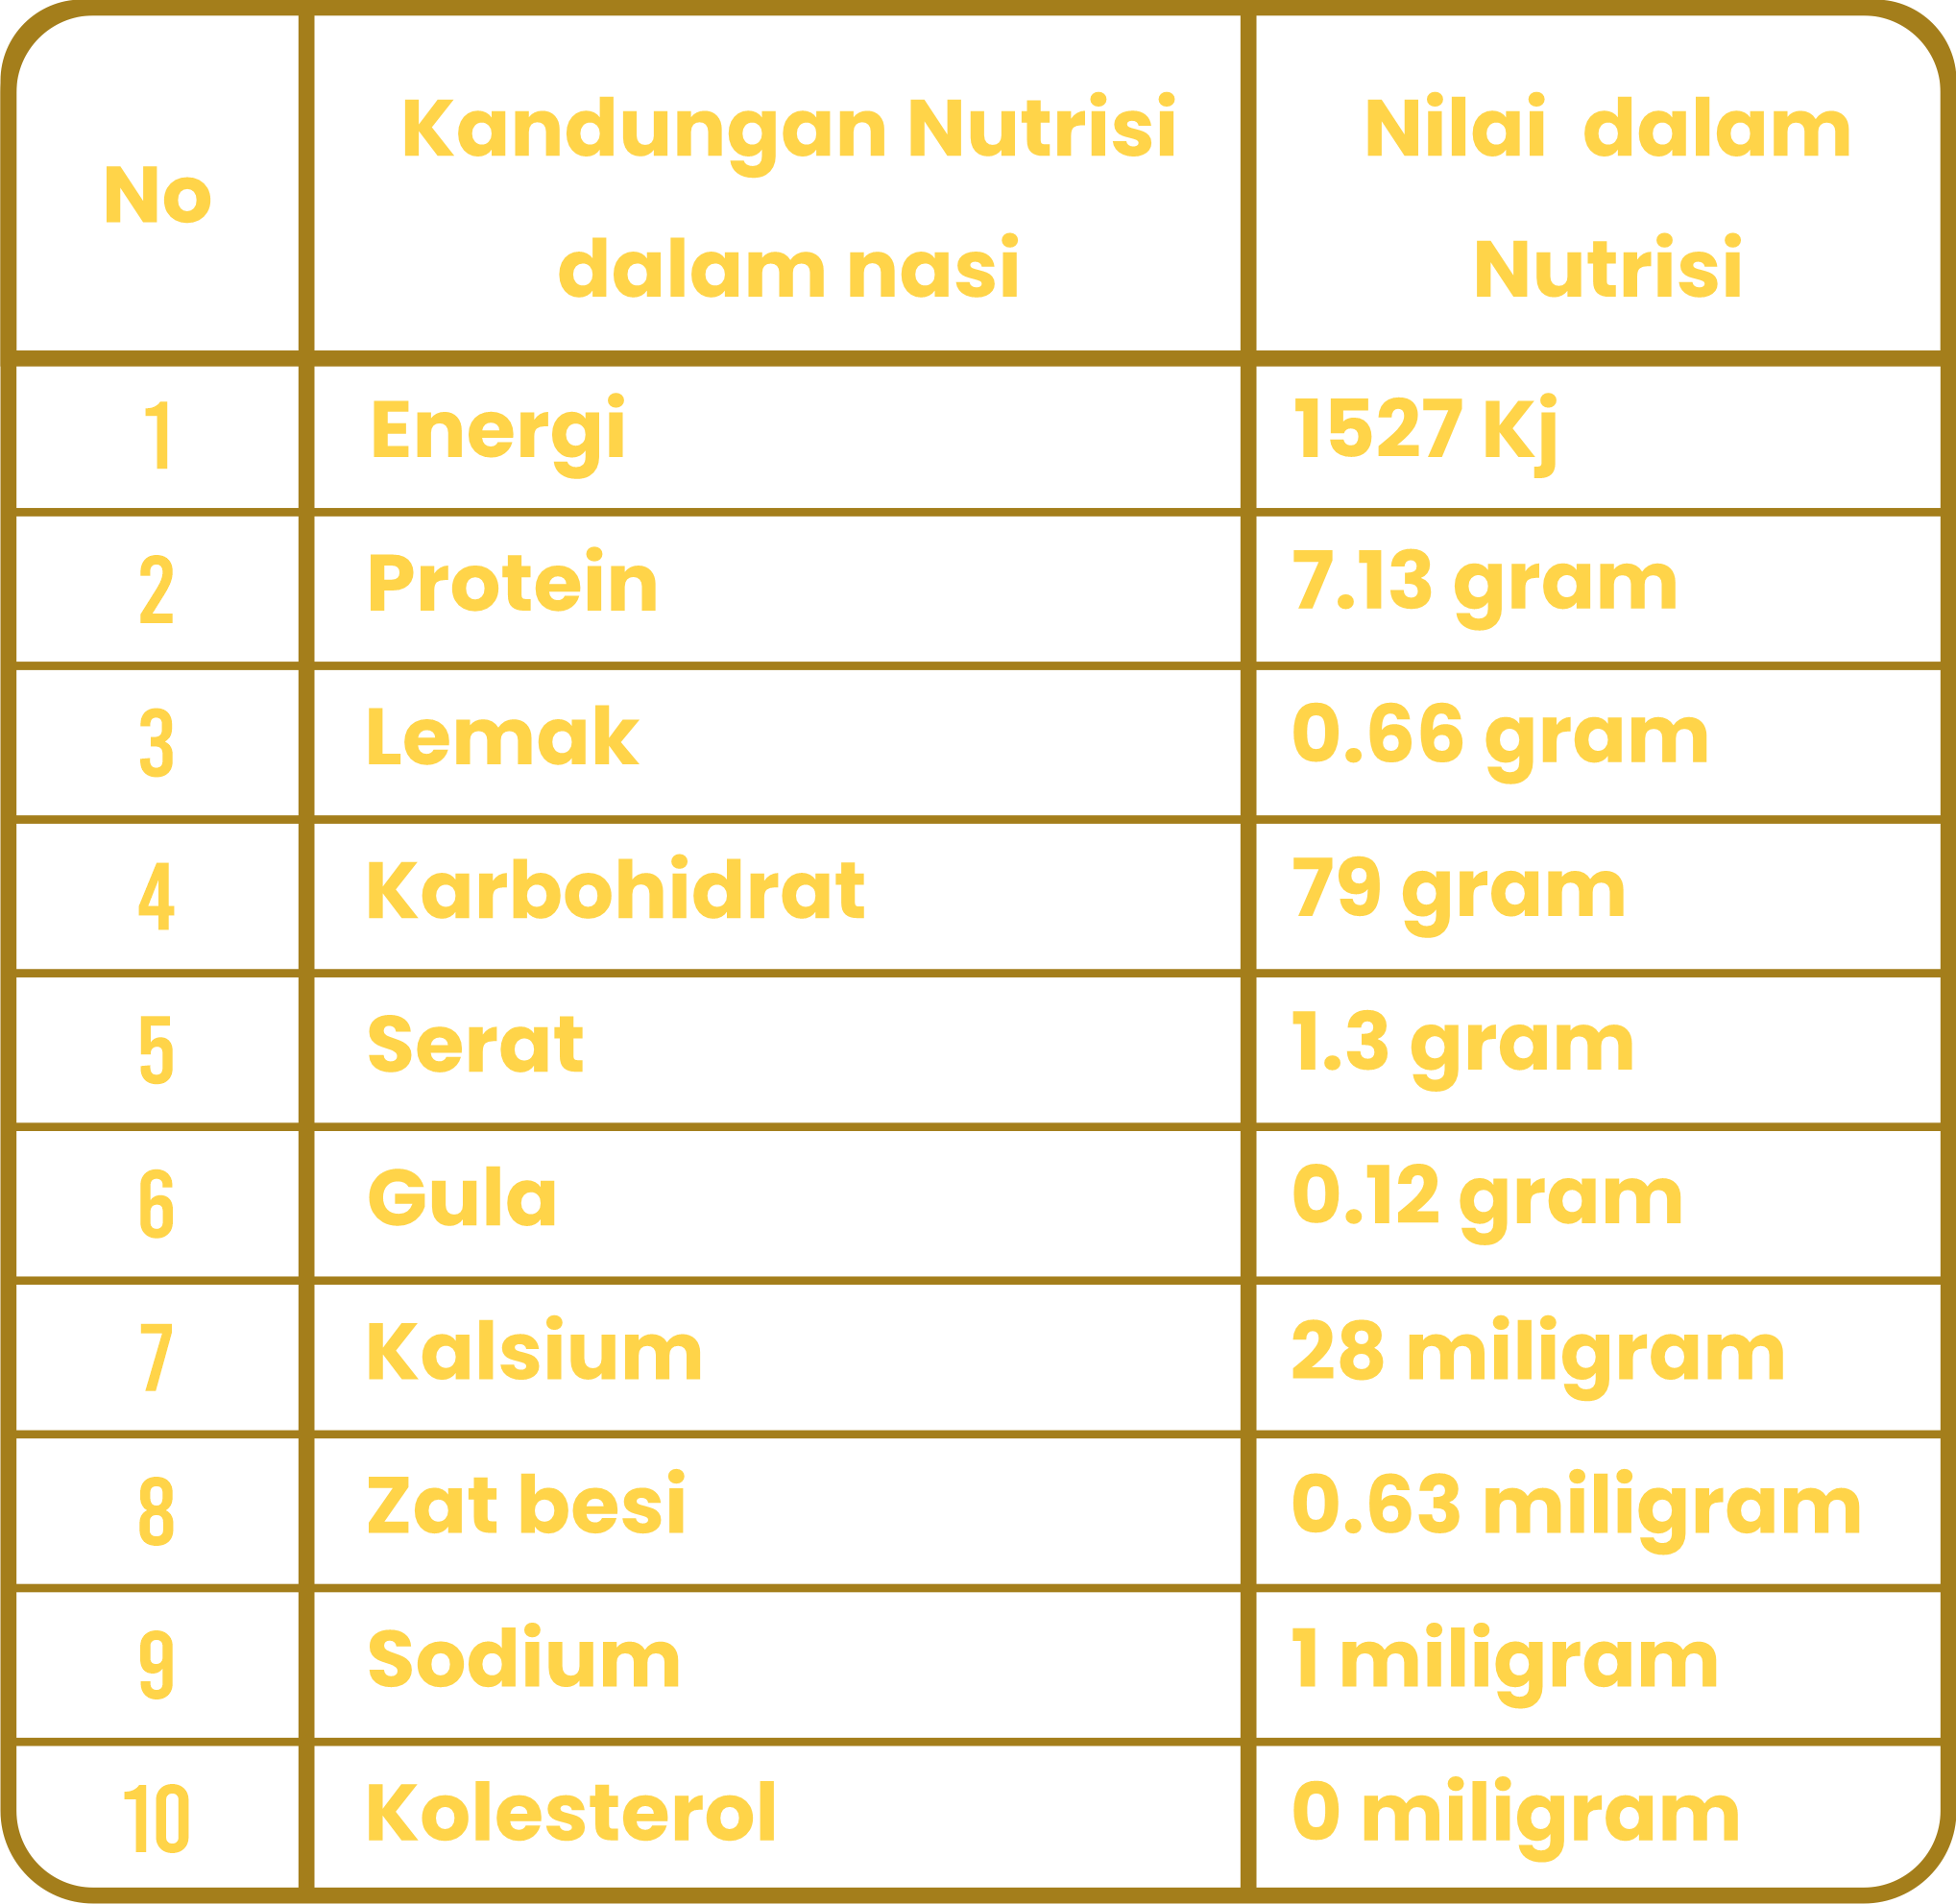 No
Kandungan Nutrisi
dalam nasi
Nilai dalam
Nutrisi
1 Energi 1527 Kj
2 Protein 7.13 gram
3 Lemak 0.66 gram
4 Karbohidrat 79 gram
5 Serat 1.3 gram
6 Gula 0.12 gram
7 Kalsium 28 miligram
8 Zat besi 0.63 miligram
9 Sodium 1 miligram
10 Kolesterol 0 miligram